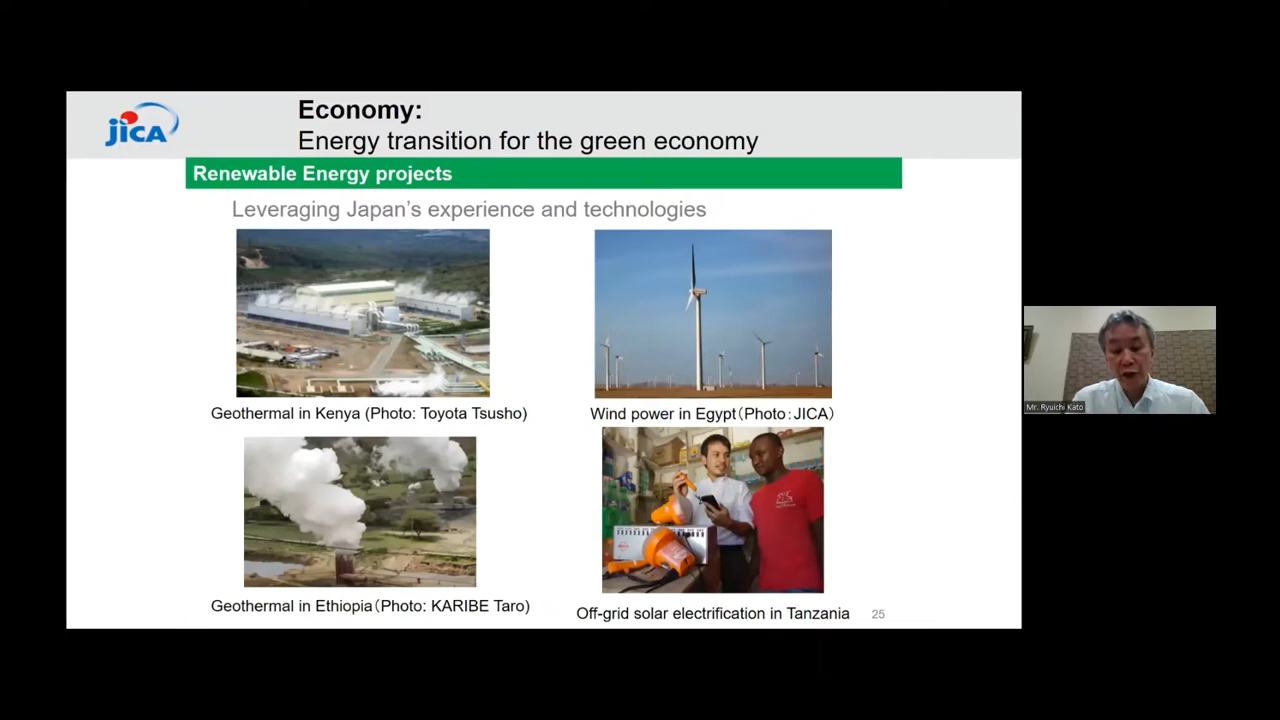 JICA
Economy:
Energy transition for the green economy
Renewable Energy projects
Leveraging Japan’s experience and technologies
Geothermal in Kenya (Photo: Toyota Tsusho)
Wind power in Egypt（Photo：JICA）
Geothermal in Ethiopia（Photo: KARIBE Taro)
Off-grid solar electrification in Tanzania
25
Mr. Ryuichi Kato